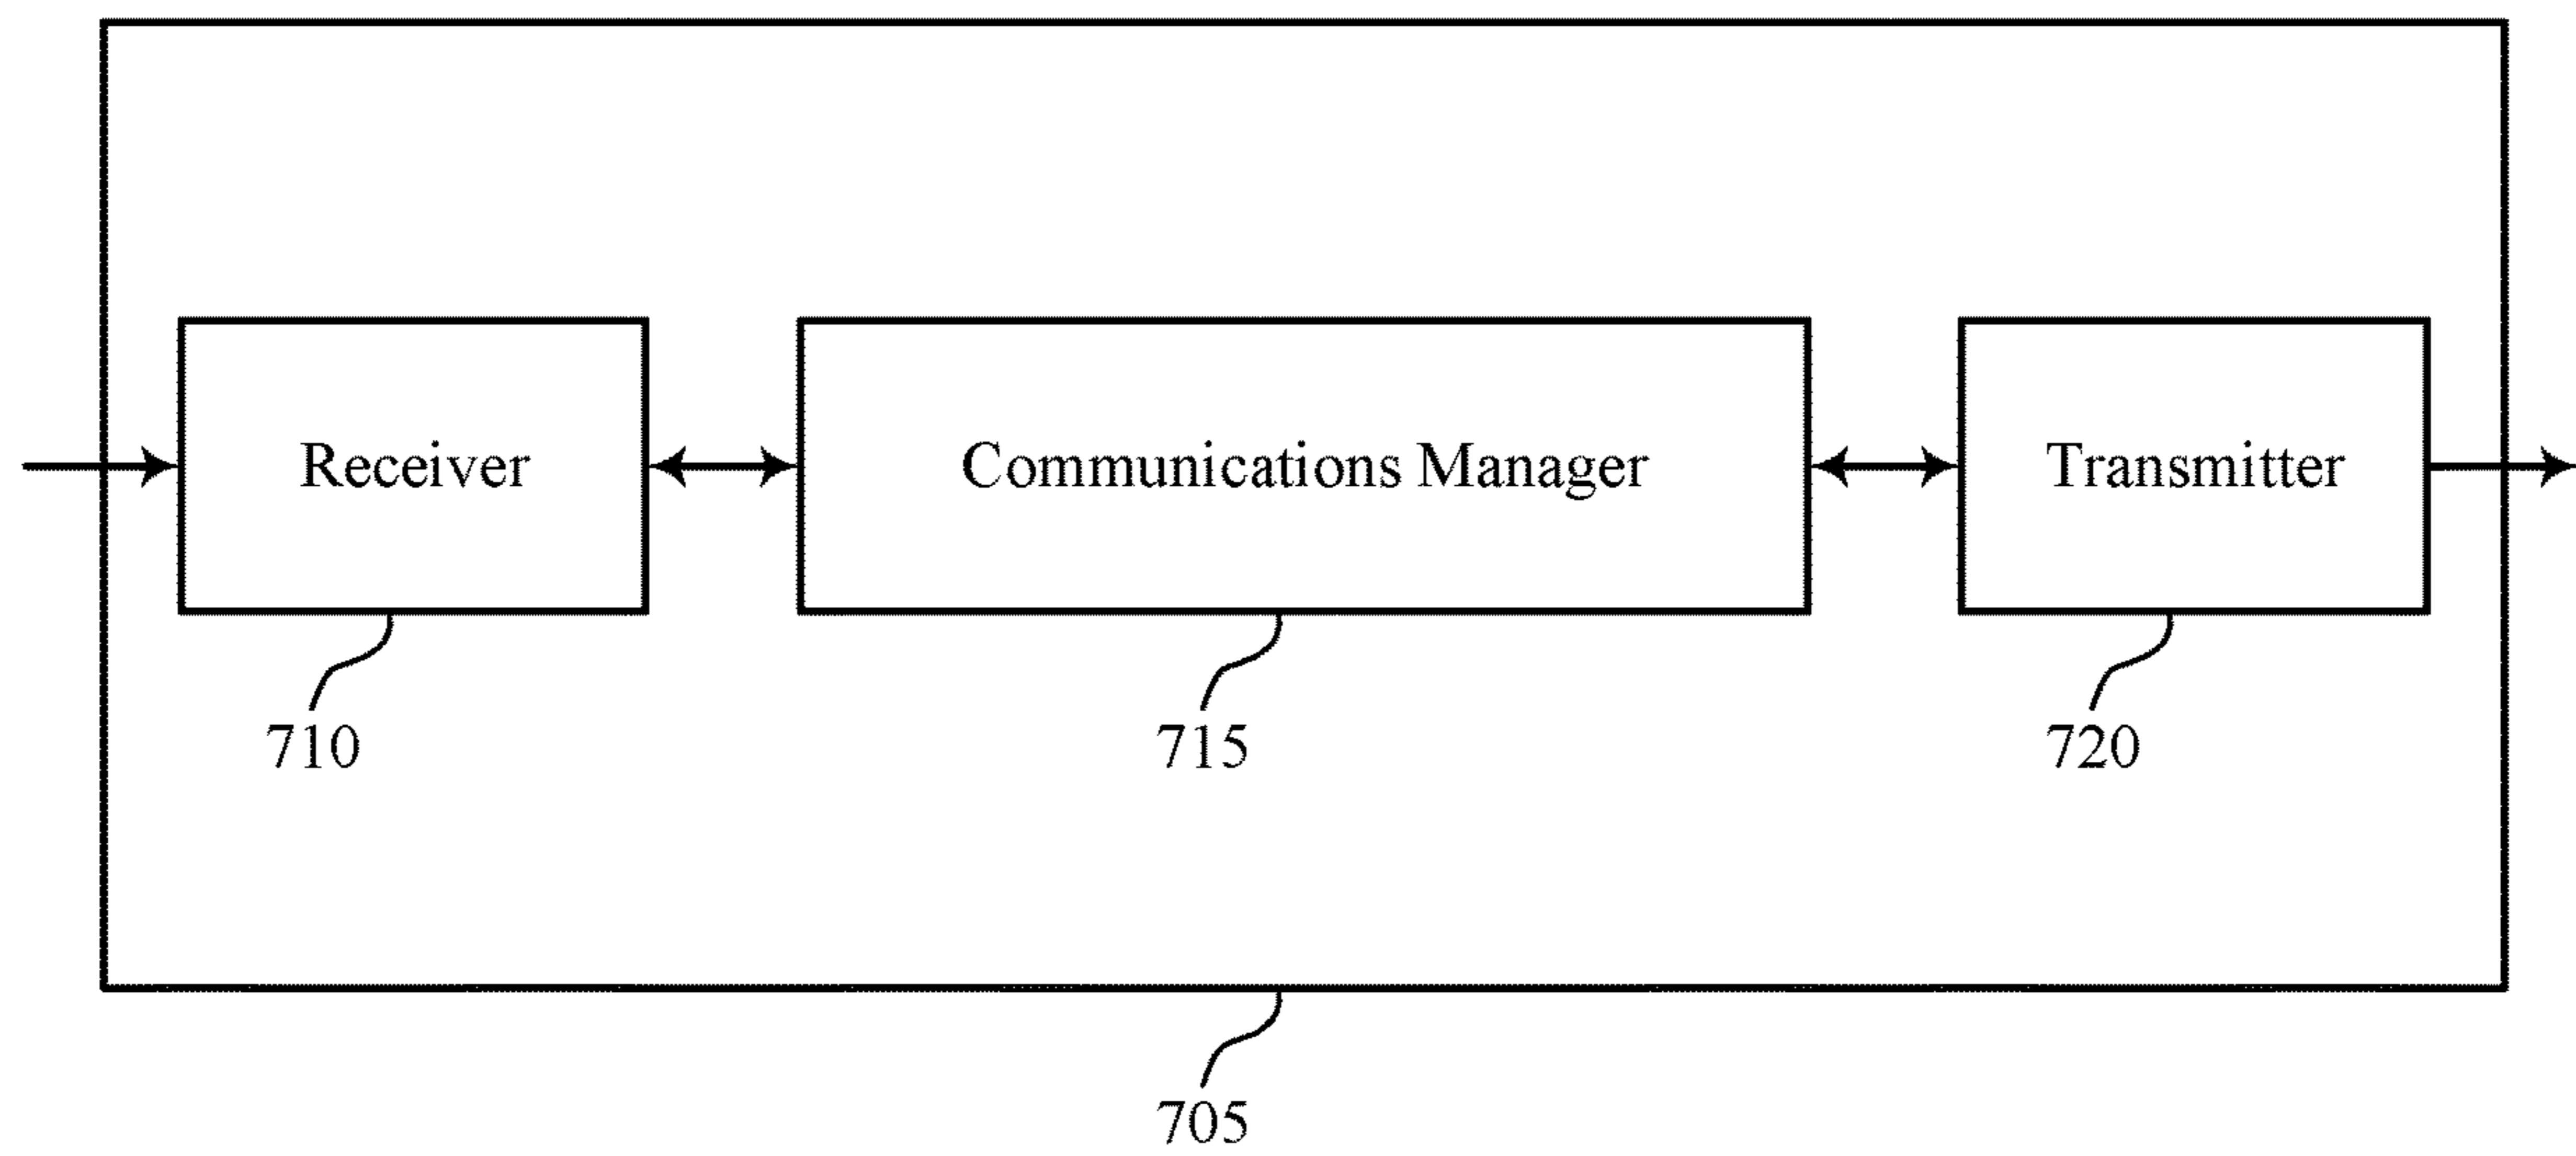 Receiver
Communications Manager
Transmitter
710
715
720
705